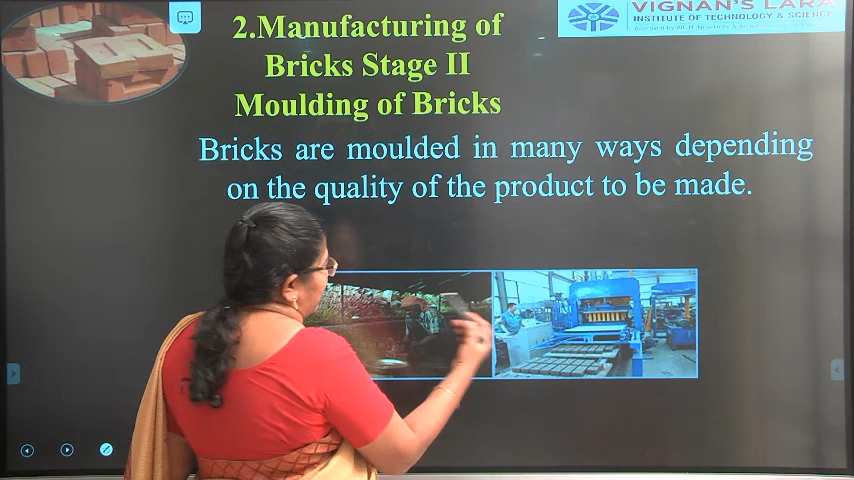 2.Manufacturing of
Bricks Stage II
Moulding of Bricks
VIGNAN'S LARA
INSTITUTE OF TECHNOLOGY & SCIENCE
Bricks are moulded in many ways depending
on the quality of the product to be made.